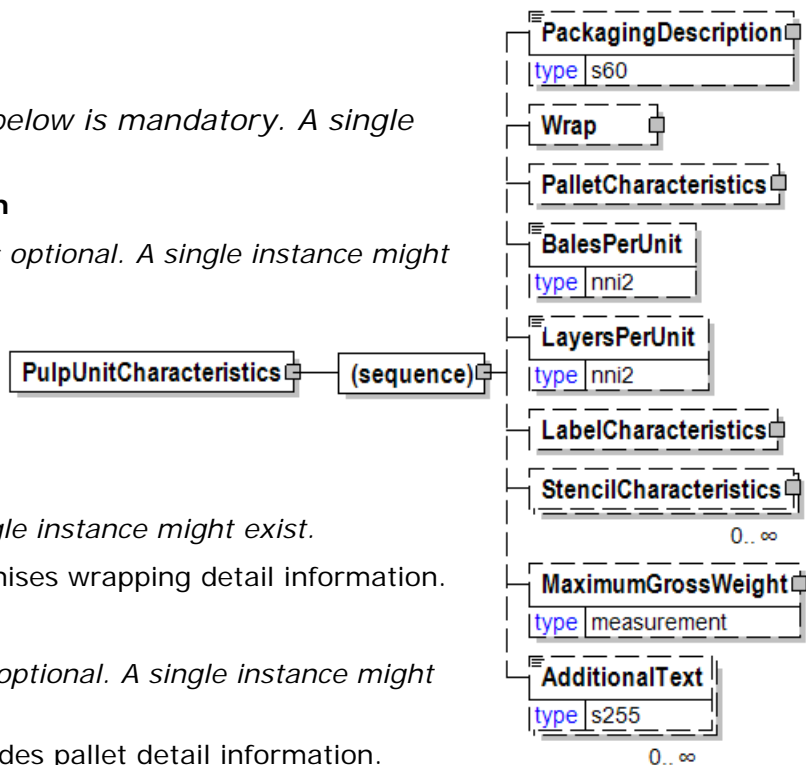 below is mandatory. A single
n
optional. A single instance might
gle instance might exist.
nises wrapping detail information.
optional. A single instance might
des pallet detail information.
PulpUnitCharacteristics
(sequence)
PackagingDescription
type s60
Wrap
PalletCharacteristics
BalesPerUnit
type nni2
LayersPerUnit
type nni2
LabelCharacteristics
StencilCharacteristics
0.. ∞
MaximumGrossWeight
type measurement
AdditionalText
type s255
0.. ∞